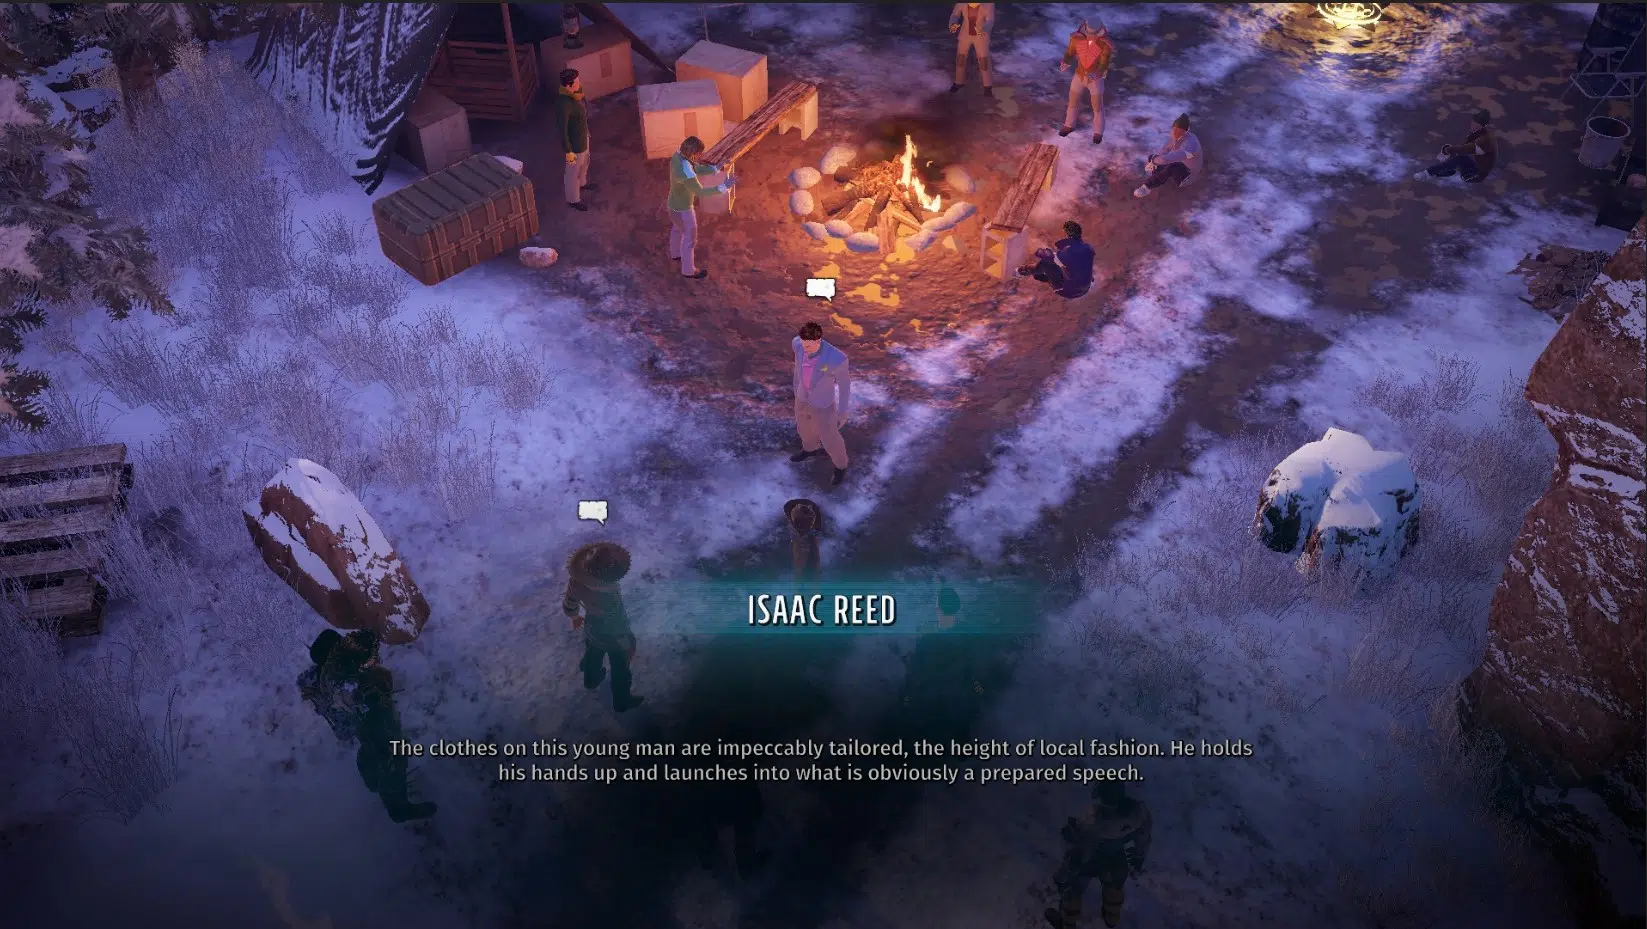 ISAAC REED
The clothes on this young man are impeccably tailored, the height of local fashion. He holds
his hands up and launches into what is obviously a prepared speech.